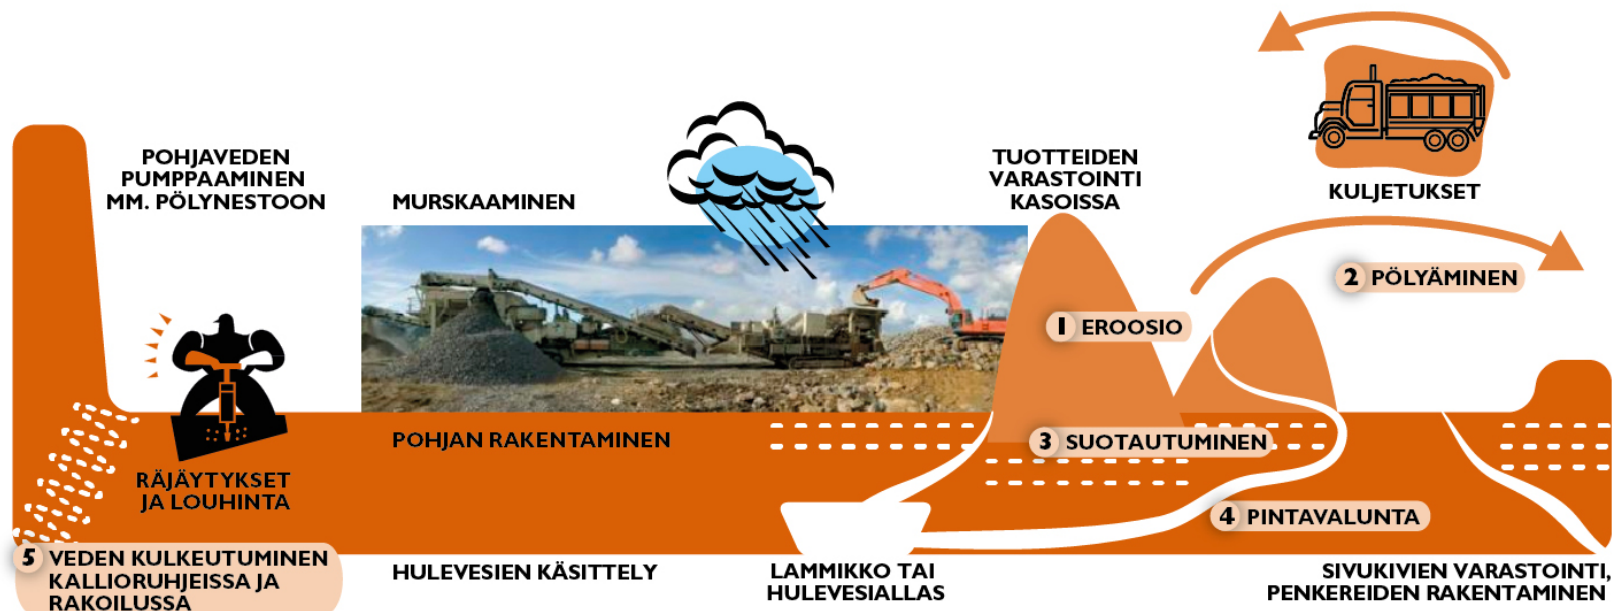 POHJAVEDEN
PUMPPAAMINEN
MM. PÖLYNESTOON
MURSKAAMINEN
TUOTTEIDEN
VARASTOINTI
KASOISSA
KULJETUKSET
2 PÖLYÄMINEN
1 EROOSIO
POHJAN RAKENTAMINEN
3 SUOTAUTUMINEN
RÄJÄYTYKSET
JA LOUHINTA
4 PINTAVALUNTA
5 VEDEN KULKEUTUMINEN
KALLIORUHJEISSA JA
RAKOILUSSA
HULEVESIEN KÄSITTELY
LAMMIKKO TAI
HULEVESIALLAS
SIVUKIVIEN VARASTOINTI,
PENKEREIDEN RAKENTAMINEN